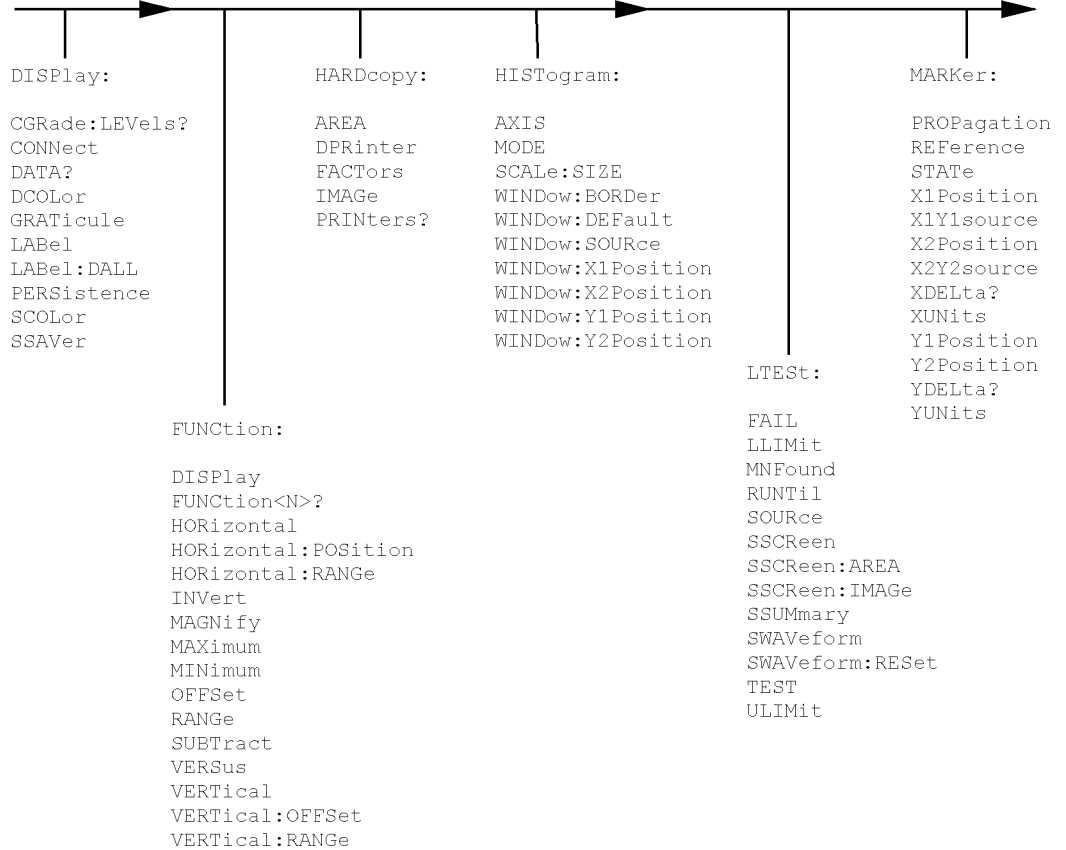 DISPlay:
CGRade:LEVels?
CONNect
DATA?
DCOLor
GRATicule
LABel
LABel:DALL
PERSistence
SCOLor
SSAVer
FUNCtion:
DISPlay
FUNCtion<N>?
HORizontal
HORizontal:POSition
HORizontal:RANGe
INVert
MAGNify
MAXimum
MINimum
OFFSet
RANGe
SUBTract
VERSus
VERTical
VERTical:OFFSet
VERTical:RANGe
HARDcopy:
AREA
DPRinter
FACTors
IMAGe
PRINters?
HISTogram:
AXIS
MODE
SCALe:SIZE
WINDow:BORDer
WINDow:DEFault
WINDow:SOURce
WINDow:X1Position
WINDow:X2Position
WINDow:Y1Position
WINDow:Y2Position
LTESt:
FAIL
LLIMit
MNFound
RUNTil
SOURce
SSCReen
SSCReen:AREA
SSCReen:IMAGe
SSUMmary
SWAVeform
SWAVeform:RESet
TEST
ULIMit
MARKer:
PROPagation
REFerence
STATe
X1Position
X1Y1source
X2Position
X2Y2source
XDELta?
XUNits
Y1Position
Y2Position
YDELta?
YUNits